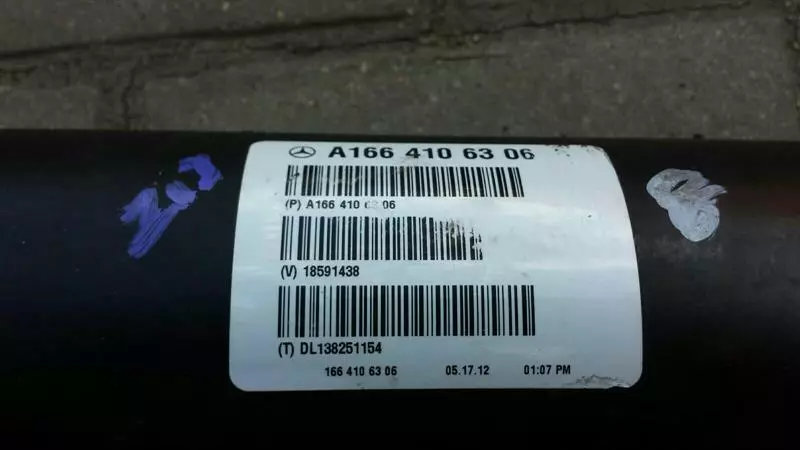 A166 410 63 06
(P) A166 410 63 06
(V) 18591438
(T) DL138251154
166 410 63 06 05.17.12 01:07 PM